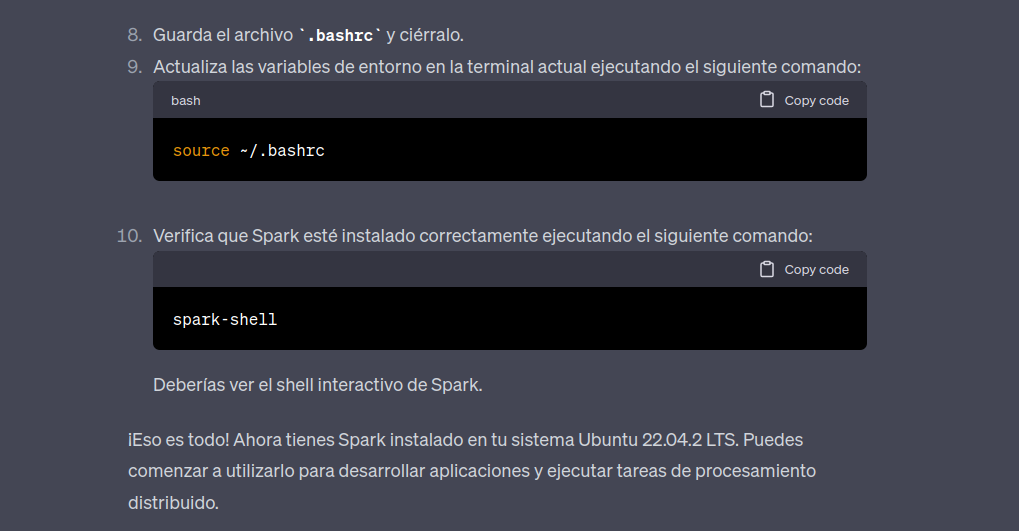 8. Guarda el archivo `.bashrc` y ciérralo.
9. Actualiza las variables de entorno en la terminal actual ejecutando el siguiente comando:
bash Copy code
source ~/.bashrc
10. Verifica que Spark esté instalado correctamente ejecutando el siguiente comando:
Copy code
spark-shell
Deberías ver el shell interactivo de Spark.
¡Eso es todo! Ahora tienes Spark instalado en tu sistema Ubuntu 22.04.2 LTS. Puedes
comenzar a utilizarlo para desarrollar aplicaciones y ejecutar tareas de procesamiento
distribuido.